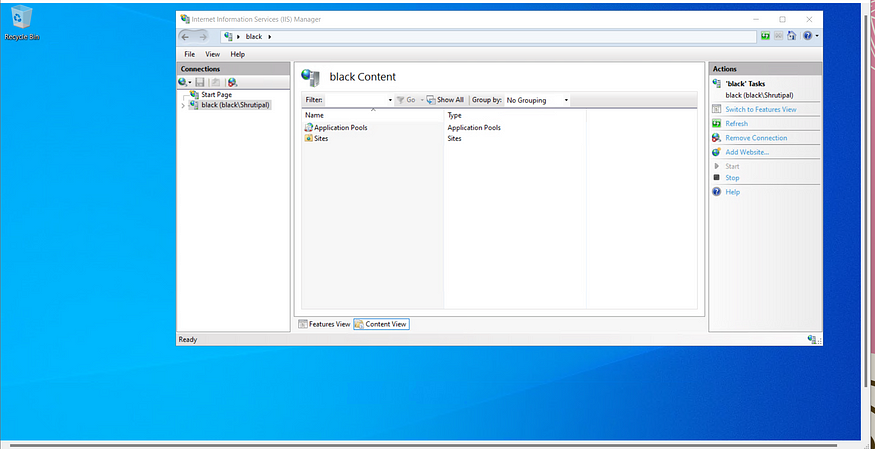 Internet Information Services (IIS) Manager
Recycle Bin
black
File View Help
Connections
Start Page
black (black\Shrutipal)
black Content
Filter: Go Show All Group by: No Grouping
Name Type
Application Pools Application Pools
Sites Sites
Features View Content View
Actions
'black' Tasks
black (black\Shrutipal)
Switch to Features View
Refresh
Remove Connection
Add Website...
Start
Stop
Help
Ready